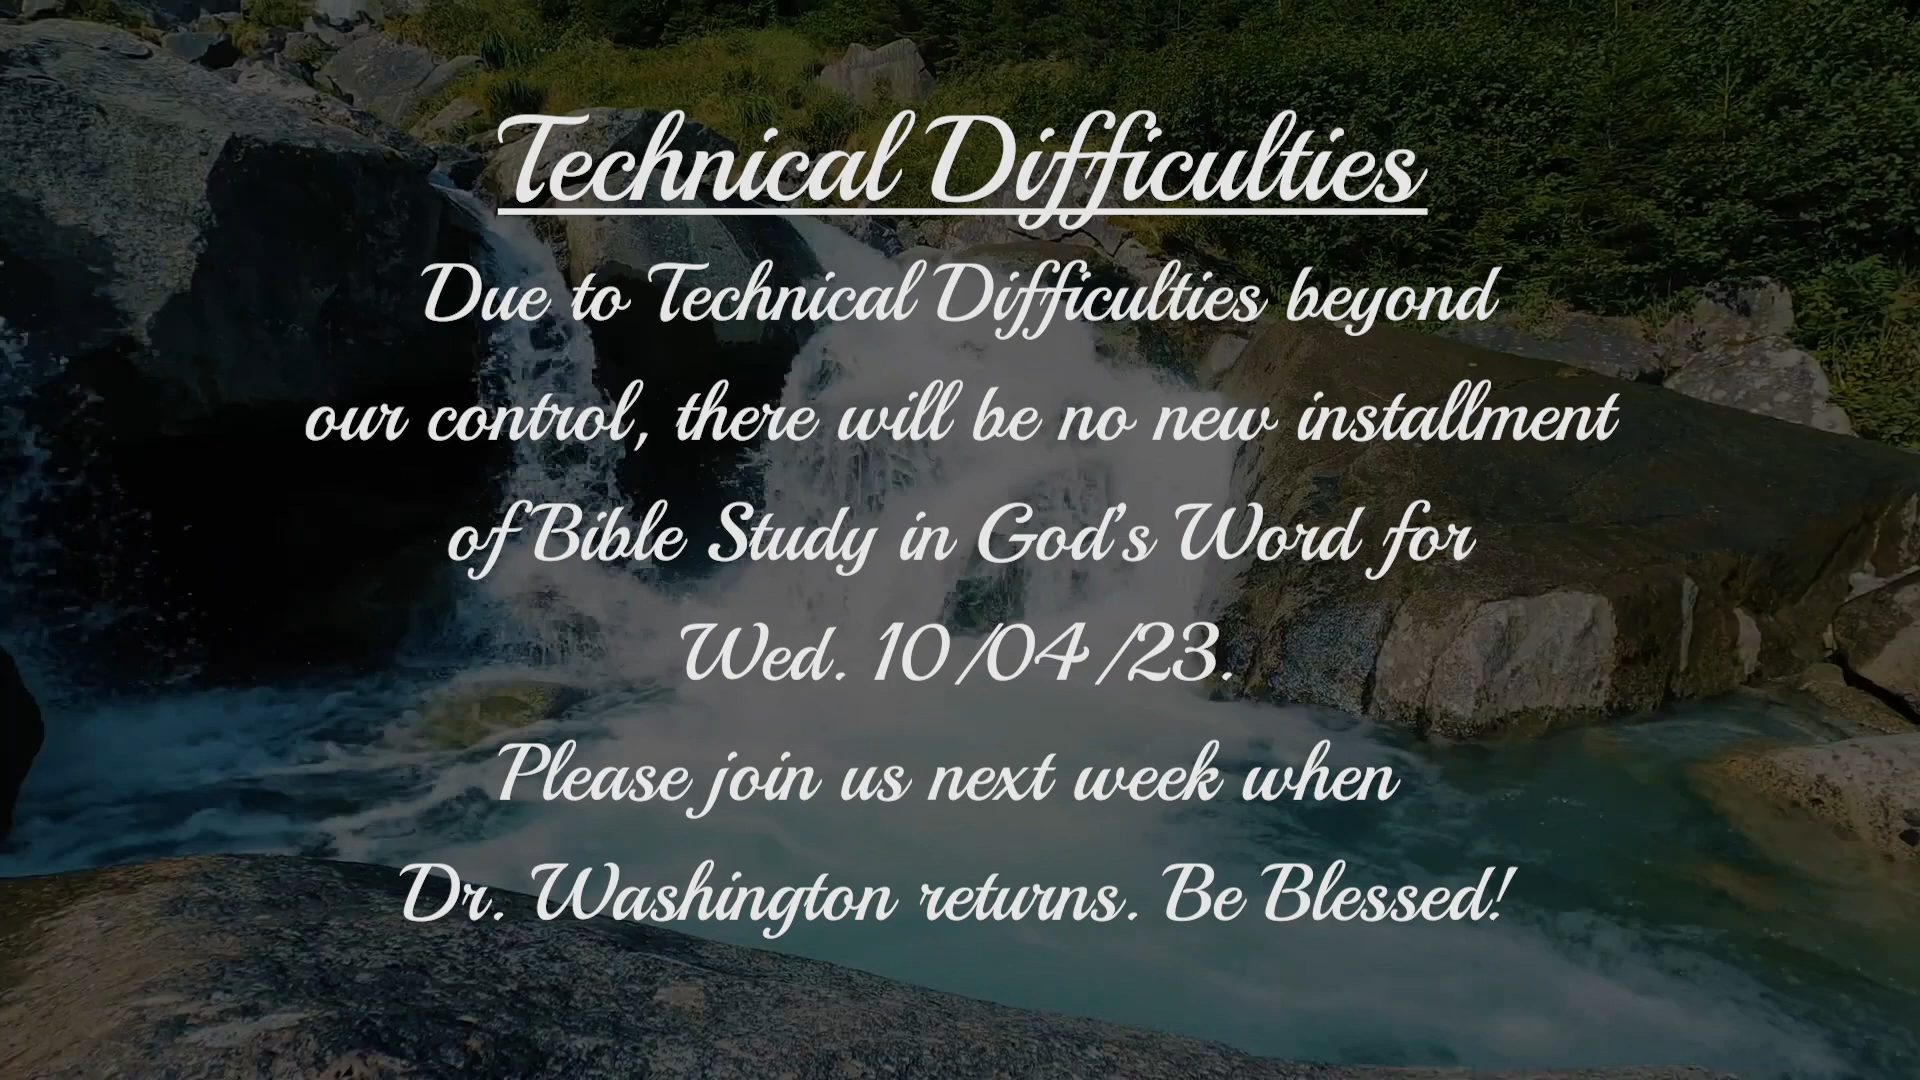 Technical Difficulties
Due to Technical Difficulties beyond
our control, there will be no new installment
of Bible Study in God's Word for
Wed. 10/04/23.
Please join us next week when
Dr. Washington returns. Be Blessed!